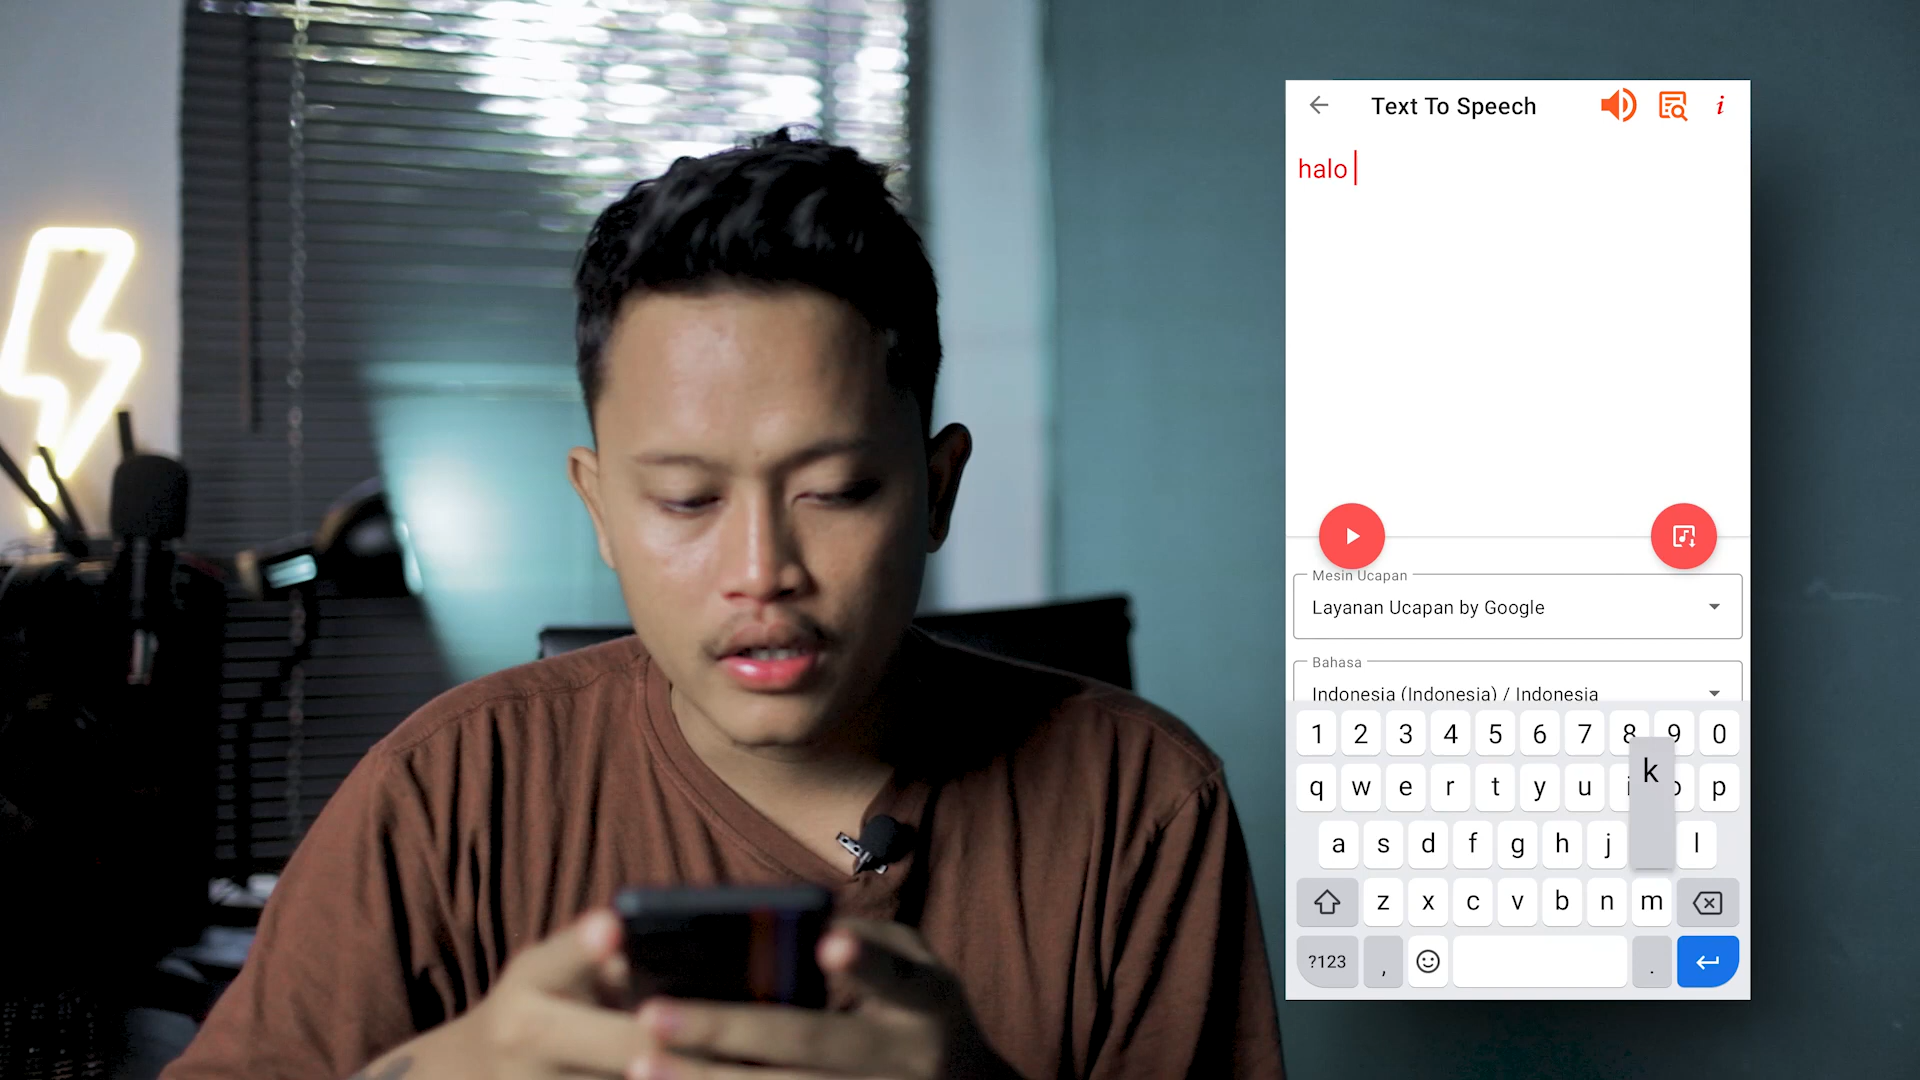 Text To Speech i
halo
Mesin Ucapan
Layanan Ucapan by Google
Bahasa
Indonesia (Indonesia) / Indonesia
1 2 3 4 5 6 7 8 9 0
q w e r t y u i o p
k
a s d f g h j l
z x c v b n m
?123 , .